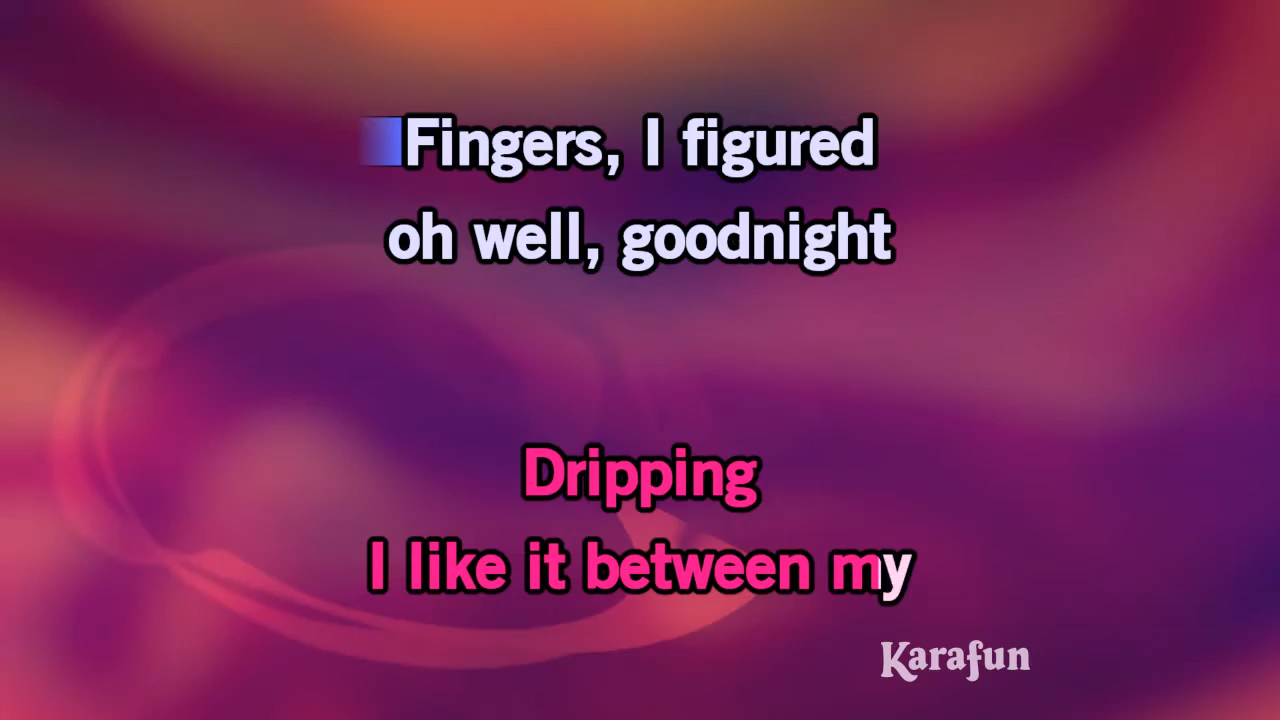 Fingers, I figured
oh well, goodnight
Dripping
I like it between my
Karafun